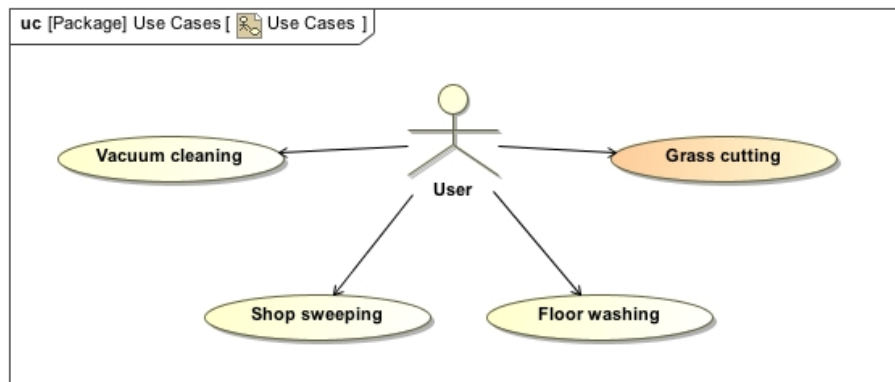 uc [Package] Use Cases [ Use Cases ]
Vacuum cleaning
Grass cutting
User
Shop sweeping
Floor washing